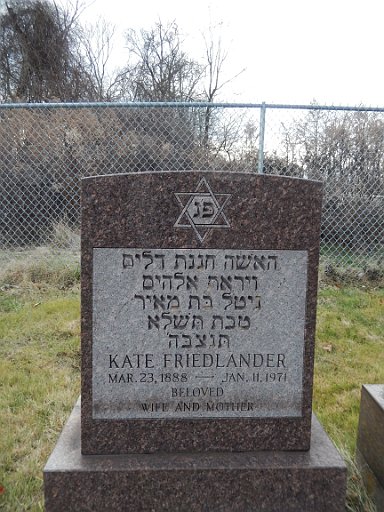 פנ
האשה חננת דלים
ויראת אלהים
גיטל בת מאיר
טבת תשלא
תנצבה
KATE FRIEDLANDER
MAR. 23, 1888 — JAN. 11, 1971
BELOVED
WIFE AND MOTHER